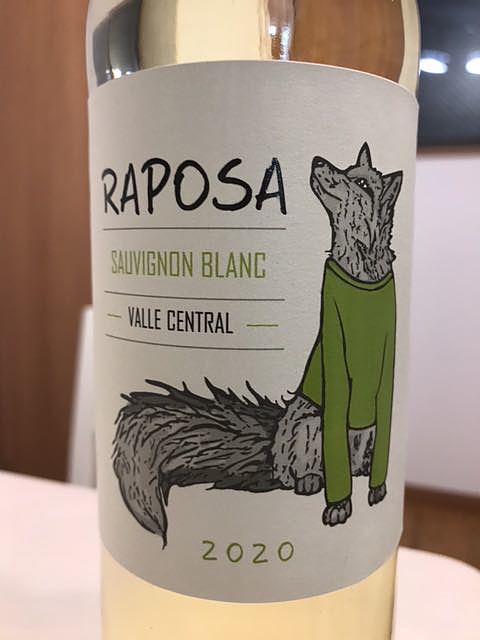 RAPOSA
SAUVIGNON BLANC
VALLE CENTRAL
2020